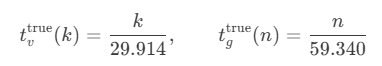 t_v^true(k) = k/29.914, t_g^true(n) = n/59.340